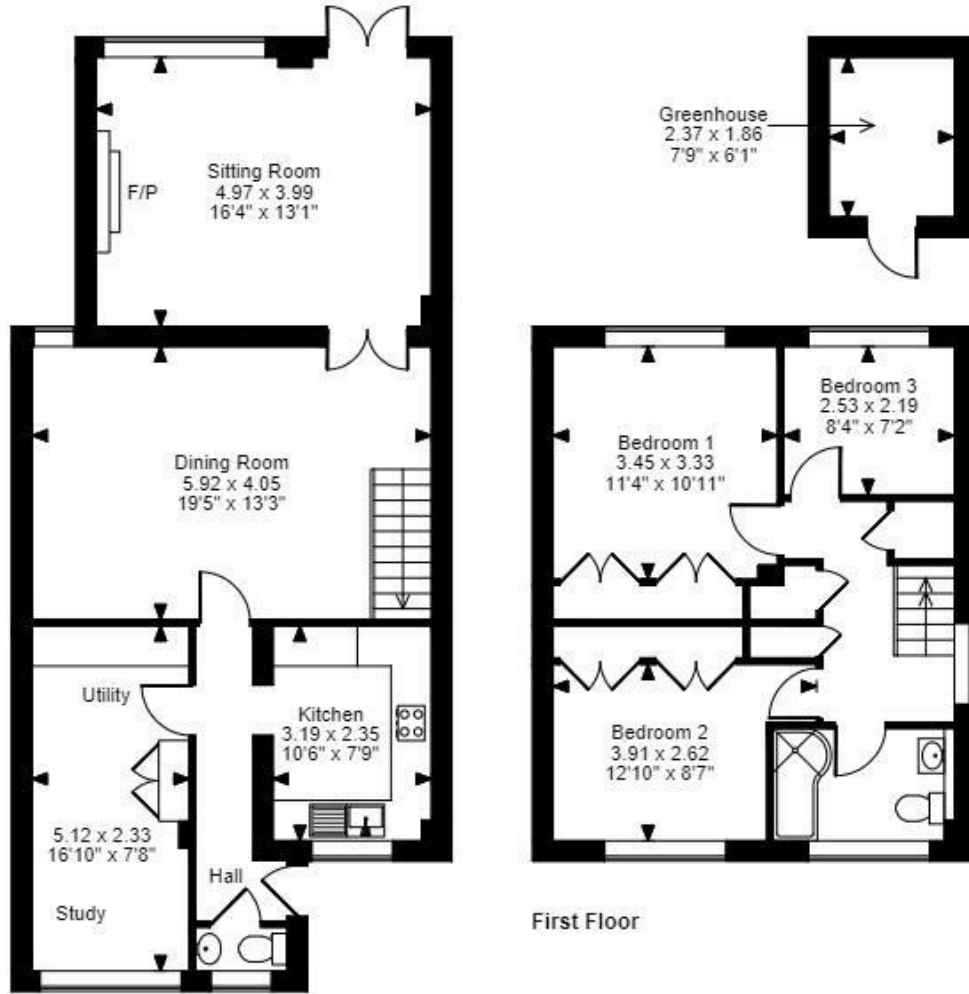 Sitting Room
4.97 x 3.99
16'4" x 13'1"
F/P
Greenhouse
2.37 x 1.86
7'9" x 6'1"
Dining Room
5.92 x 4.05
19'5" x 13'3"
Utility
Kitchen
3.19 x 2.35
10'6" x 7'9"
5.12 x 2.33
16'10" x 7'8"
Study
Hall
Bedroom 1
3.45 x 3.33
11'4" x 10'11"
Bedroom 3
2.53 x 2.19
8'4" x 7'2"
Bedroom 2
3.91 x 2.62
12'10" x 8'7"
First Floor